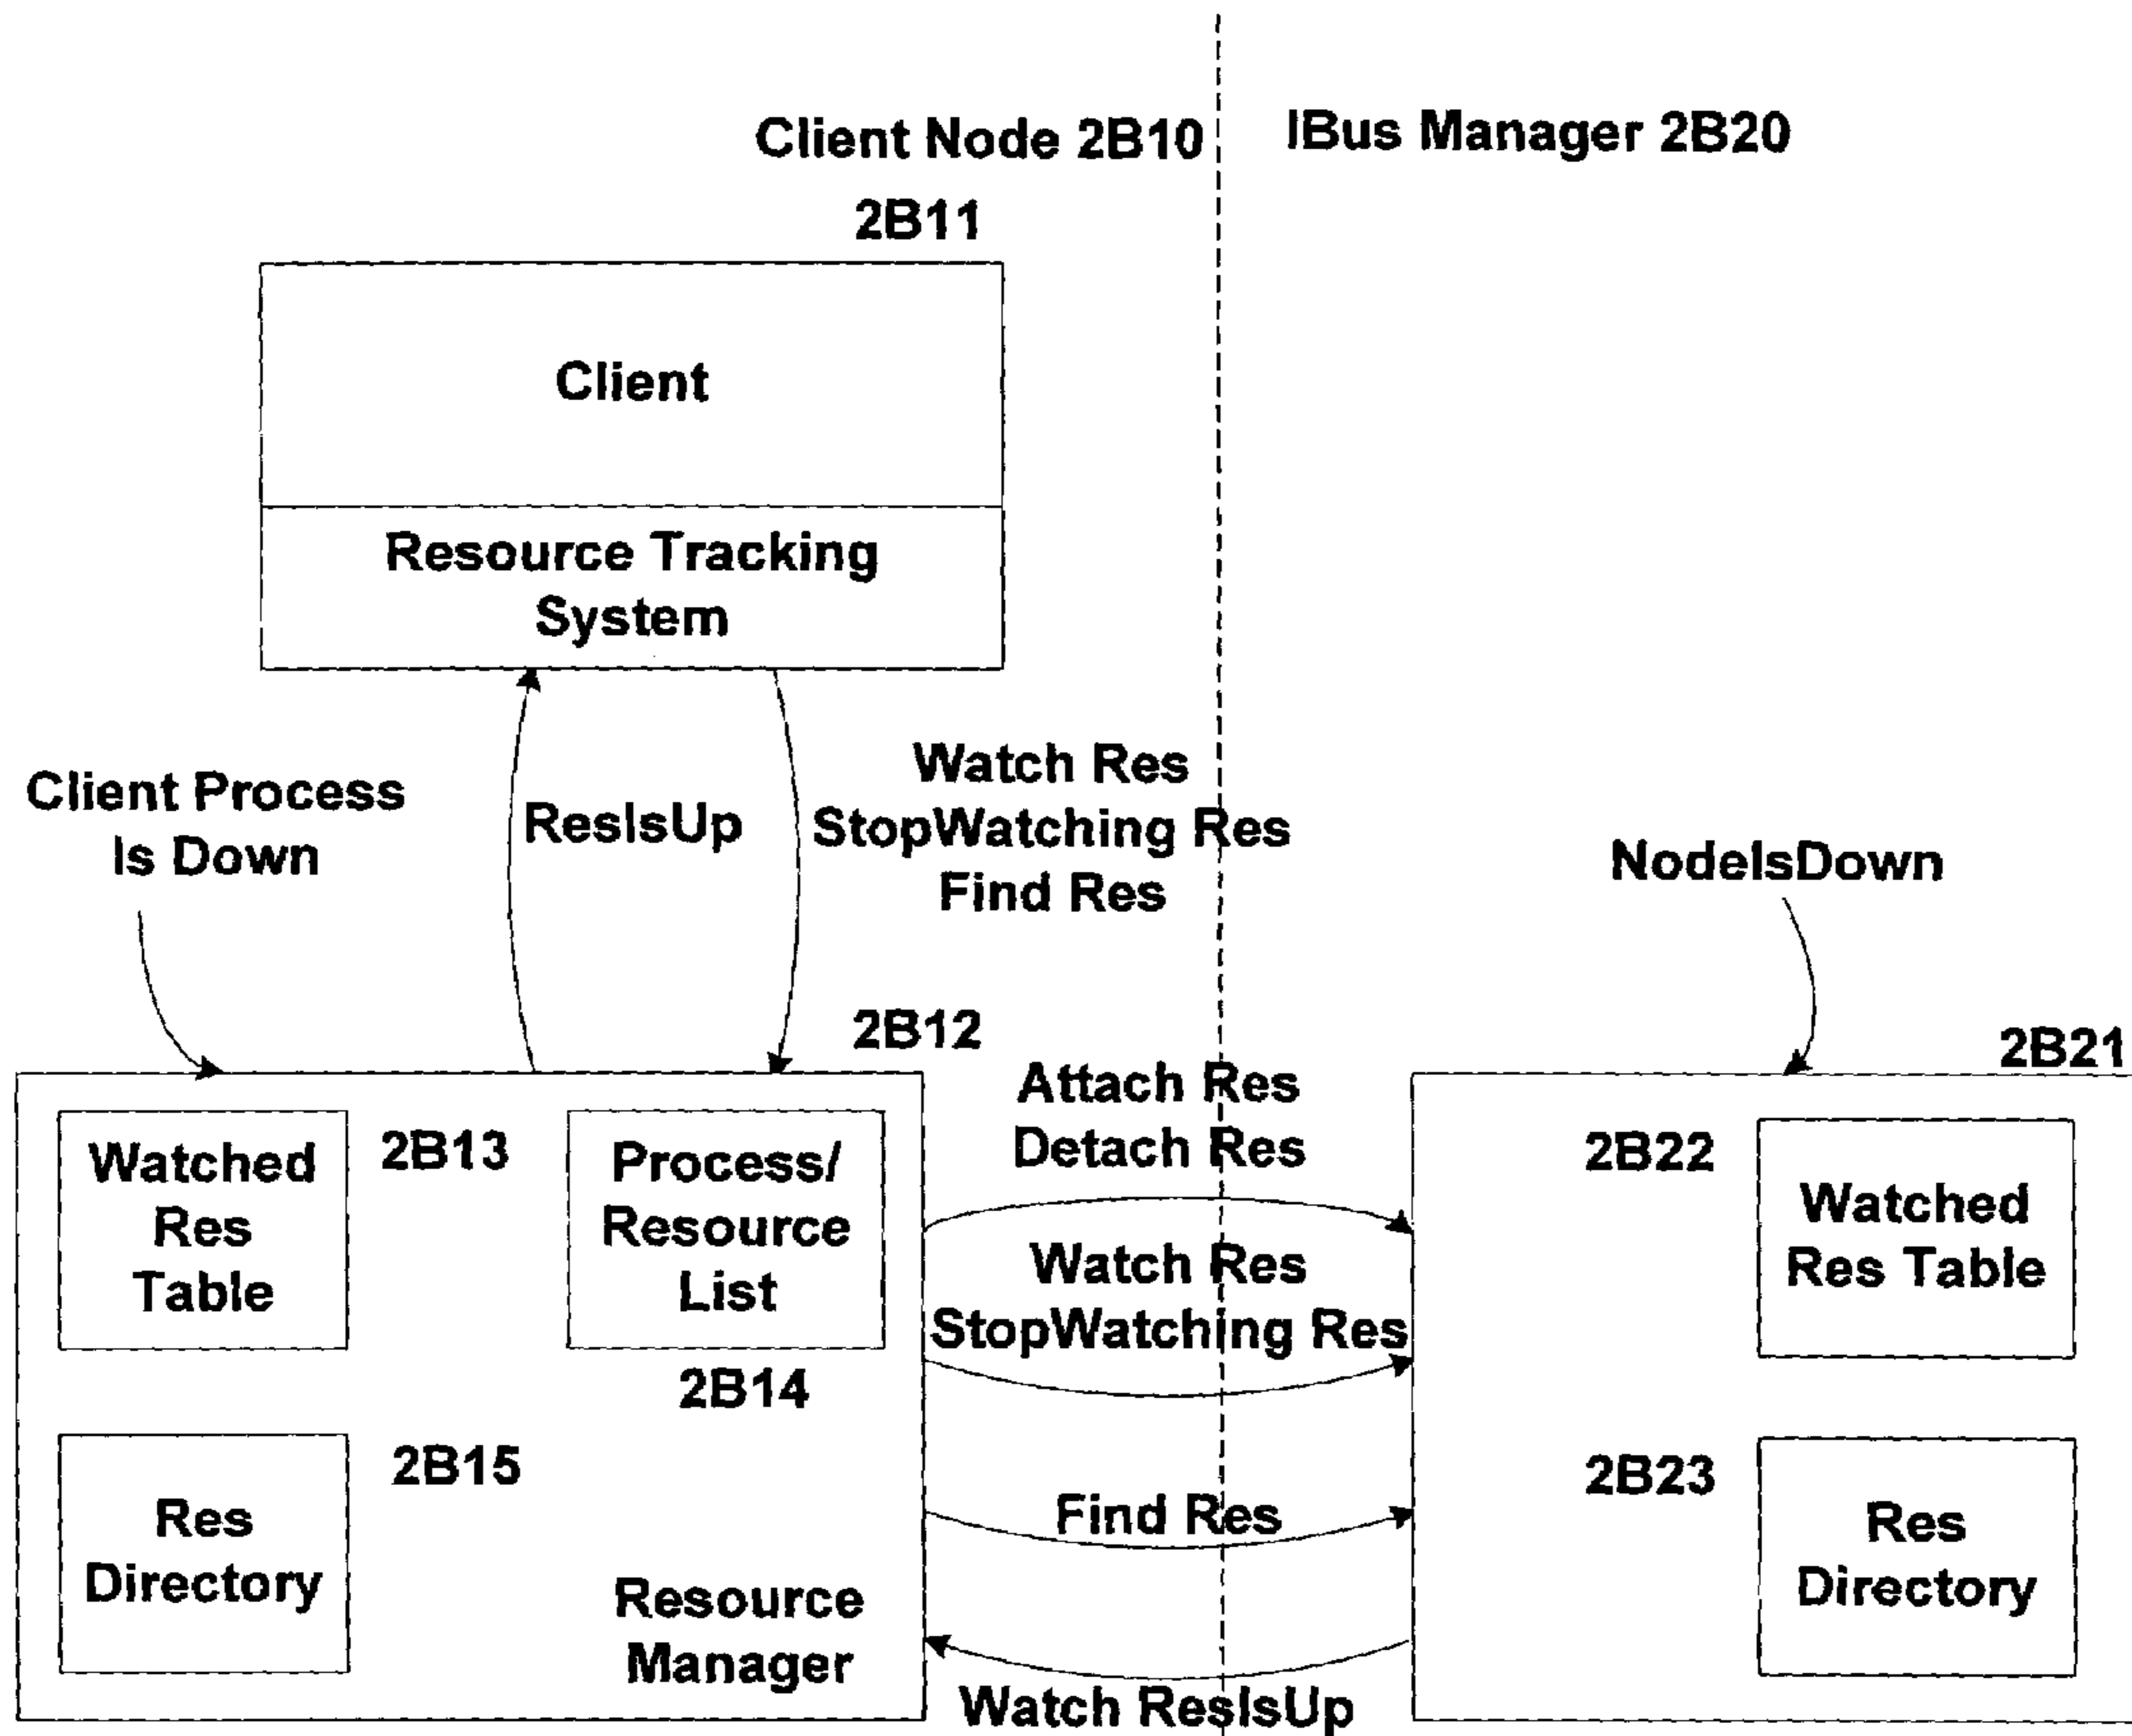 Client Node 2B10
IBus Manager 2B20
2B11
Client
Resource Tracking
System
Client Process
Is Down
ResIsUp
Watch Res
StopWatching Res
Find Res
NodeIsDown
2B12
2B21
Attach Res
Detach Res
Watched
Res
Table
2B13
Process/
Resource
List
2B14
2B22
Watched
Res Table
Watch Res
StopWatching Res
2B15
Res
Directory
Find Res
2B23
Res
Directory
Resource
Manager
Watch ResIsUp